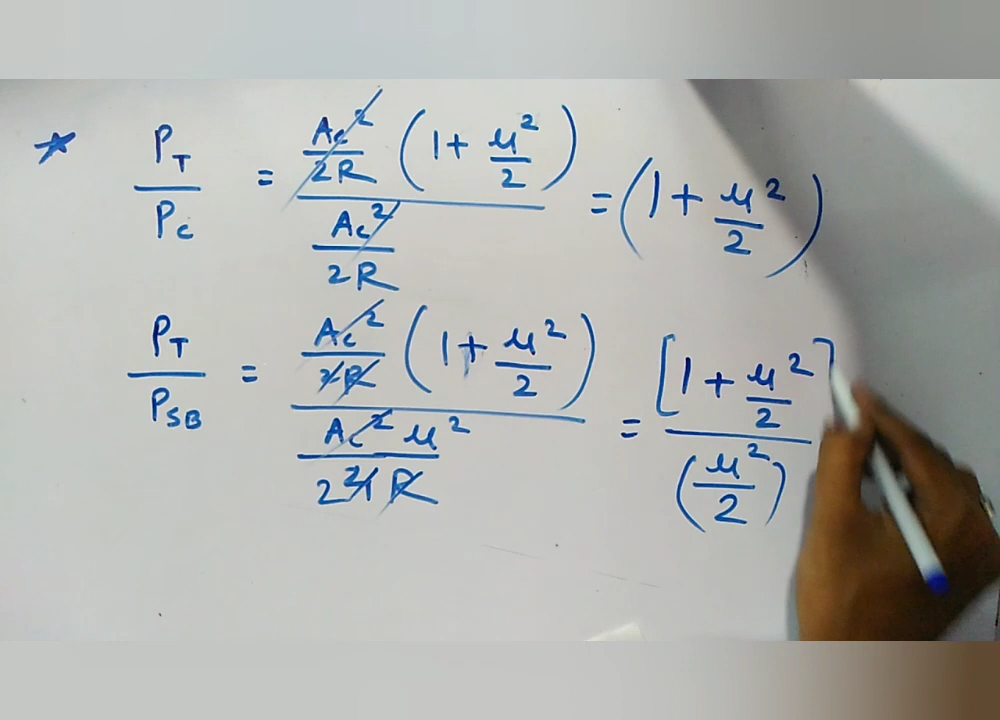 * P_T / P_C = (A_c² / 2R) (1 + μ²/2) / (A_c² / 2R) = (1 + μ²/2)
P_T / P_SB = (A_c² / 2R) (1 + μ²/2) / (A_c² μ² / 2 R) = [1 + μ²/2] / (μ²/2)